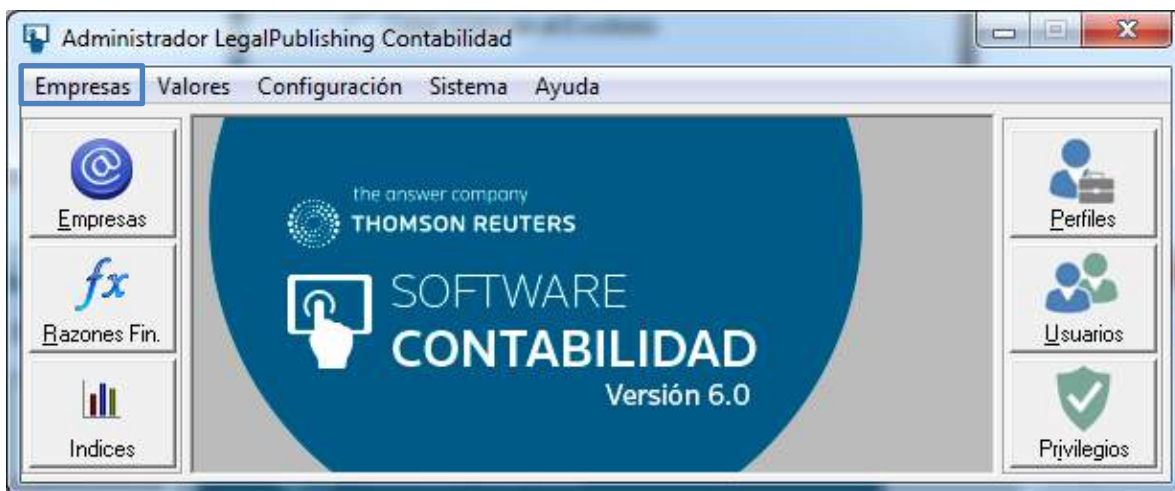 Administrador LegalPublishing Contabilidad
Empresas Valores Configuración Sistema Ayuda
Empresas
Razones Fin.
Indices
the answer company
THOMSON REUTERS
SOFTWARE
CONTABILIDAD
Versión 6.0
Perfiles
Usuarios
Privilegios